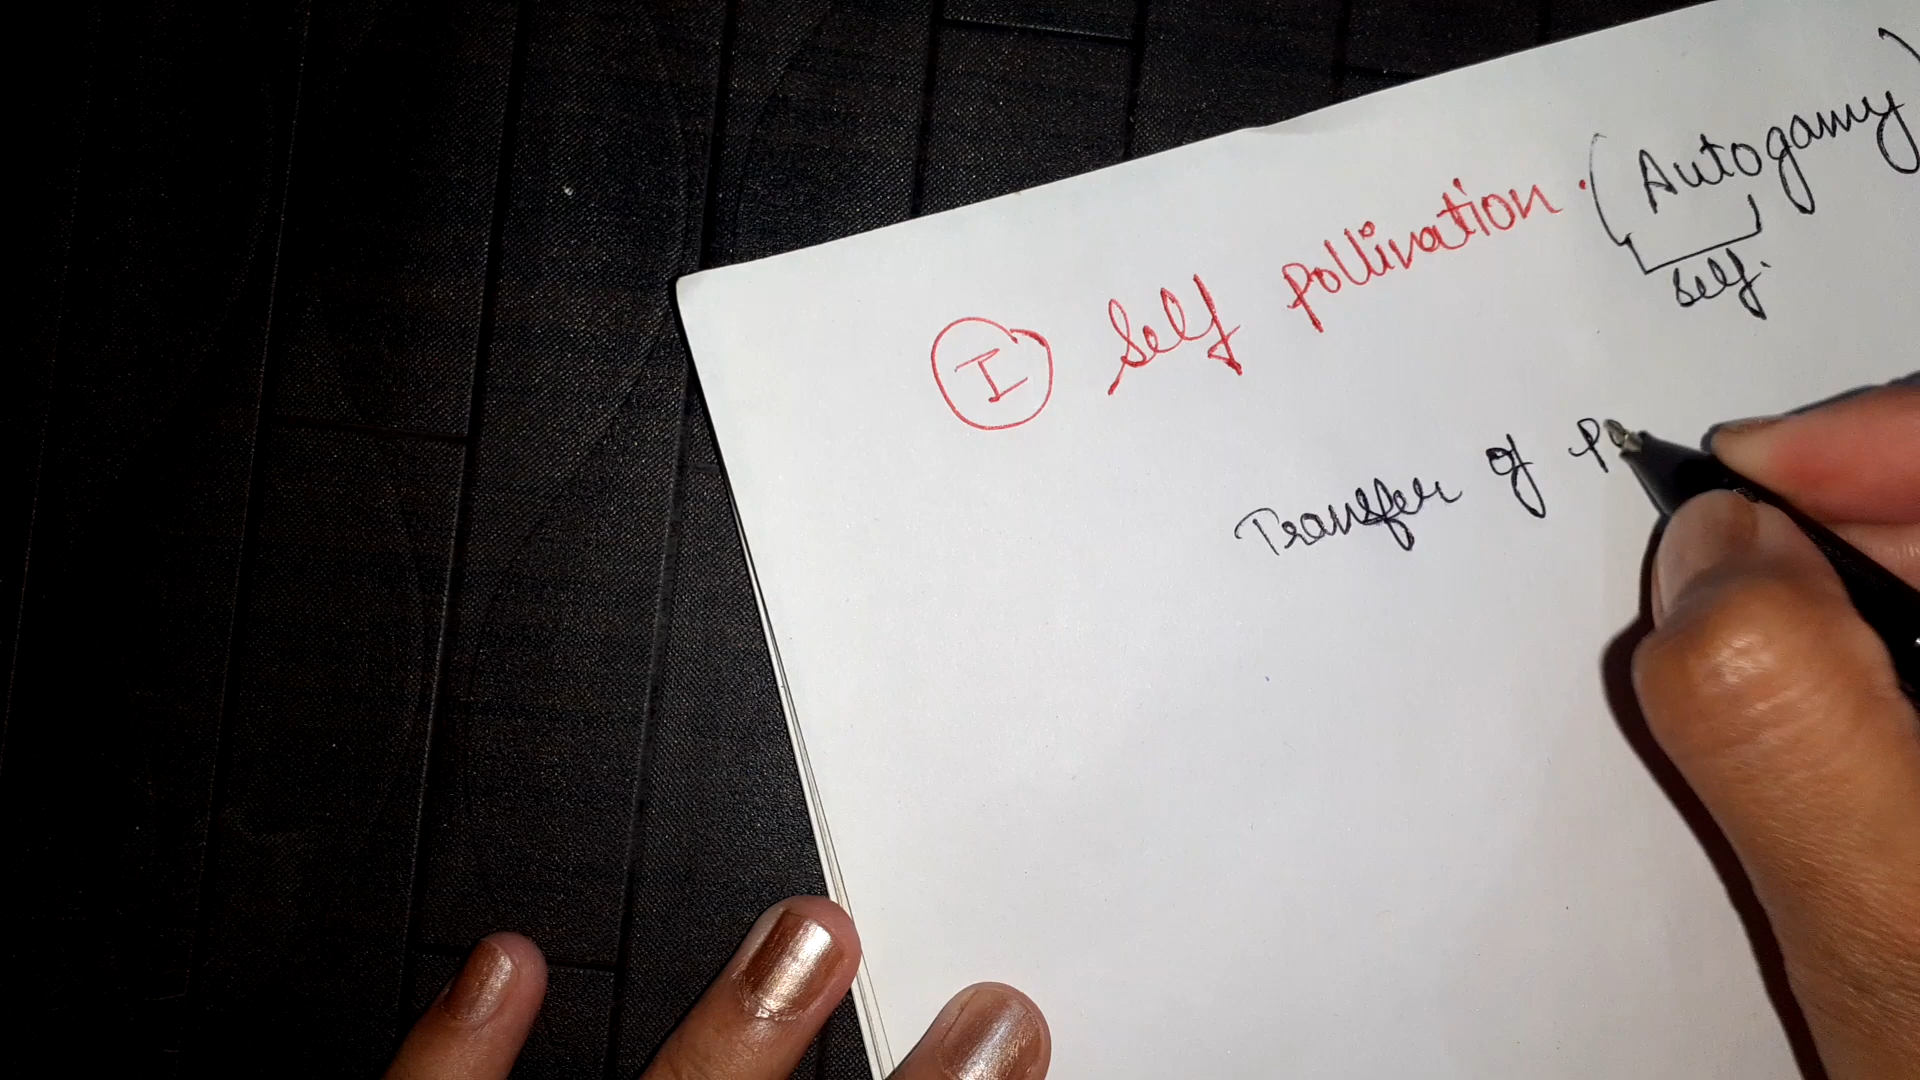 I Self pollination. (Autogamy)
self.
Transfer of